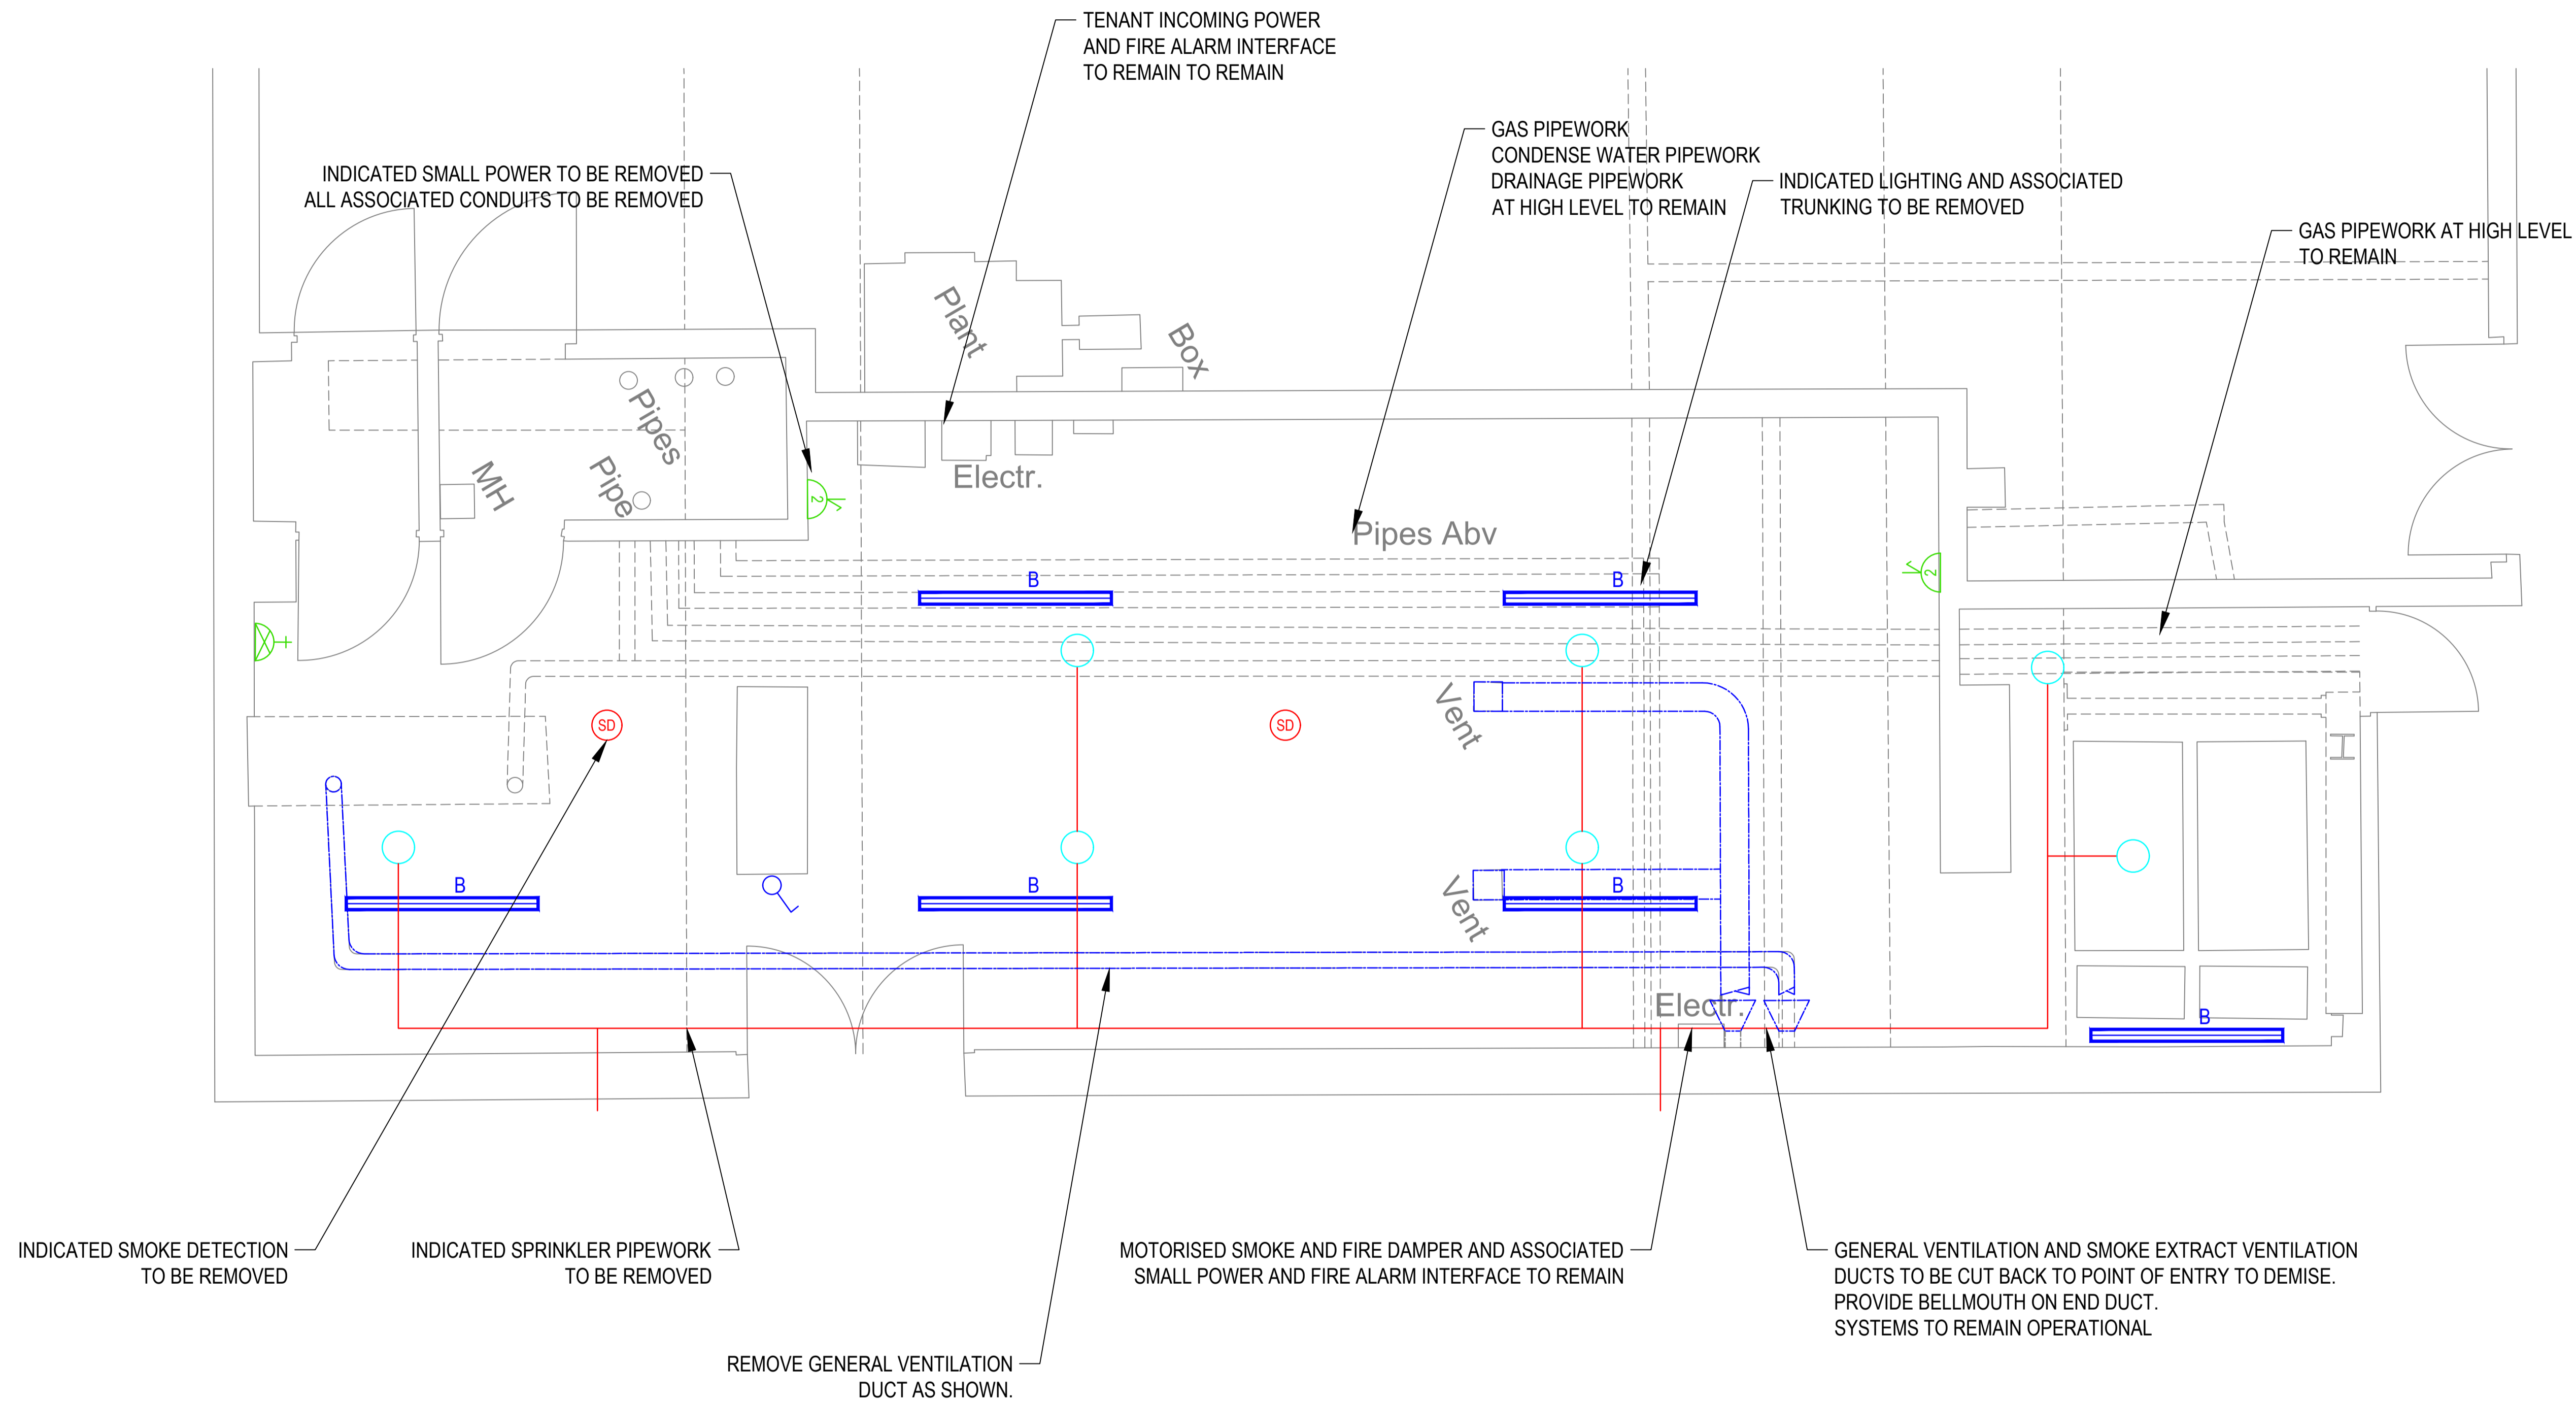 TENANT INCOMING POWER
AND FIRE ALARM INTERFACE
TO REMAIN TO REMAIN
GAS PIPEWORK
CONDENSE WATER PIPEWORK
DRAINAGE PIPEWORK
AT HIGH LEVEL TO REMAIN
INDICATED SMALL POWER TO BE REMOVED
ALL ASSOCIATED CONDUITS TO BE REMOVED
INDICATED LIGHTING AND ASSOCIATED
TRUNKING TO BE REMOVED
GAS PIPEWORK AT HIGH LEVEL
TO REMAIN
Plant
Box
Pipes
Pipe
MH
Electr.
2
Pipes Abv
2
B
B
SD
SD
Vent
B
B
B
Vent
Electr.
B
INDICATED SMOKE DETECTION
TO BE REMOVED
INDICATED SPRINKLER PIPEWORK
TO BE REMOVED
MOTORISED SMOKE AND FIRE DAMPER AND ASSOCIATED
SMALL POWER AND FIRE ALARM INTERFACE TO REMAIN
GENERAL VENTILATION AND SMOKE EXTRACT VENTILATION
DUCTS TO BE CUT BACK TO POINT OF ENTRY TO DEMISE.
PROVIDE BELLMOUTH ON END DUCT.
SYSTEMS TO REMAIN OPERATIONAL
REMOVE GENERAL VENTILATION
DUCT AS SHOWN.